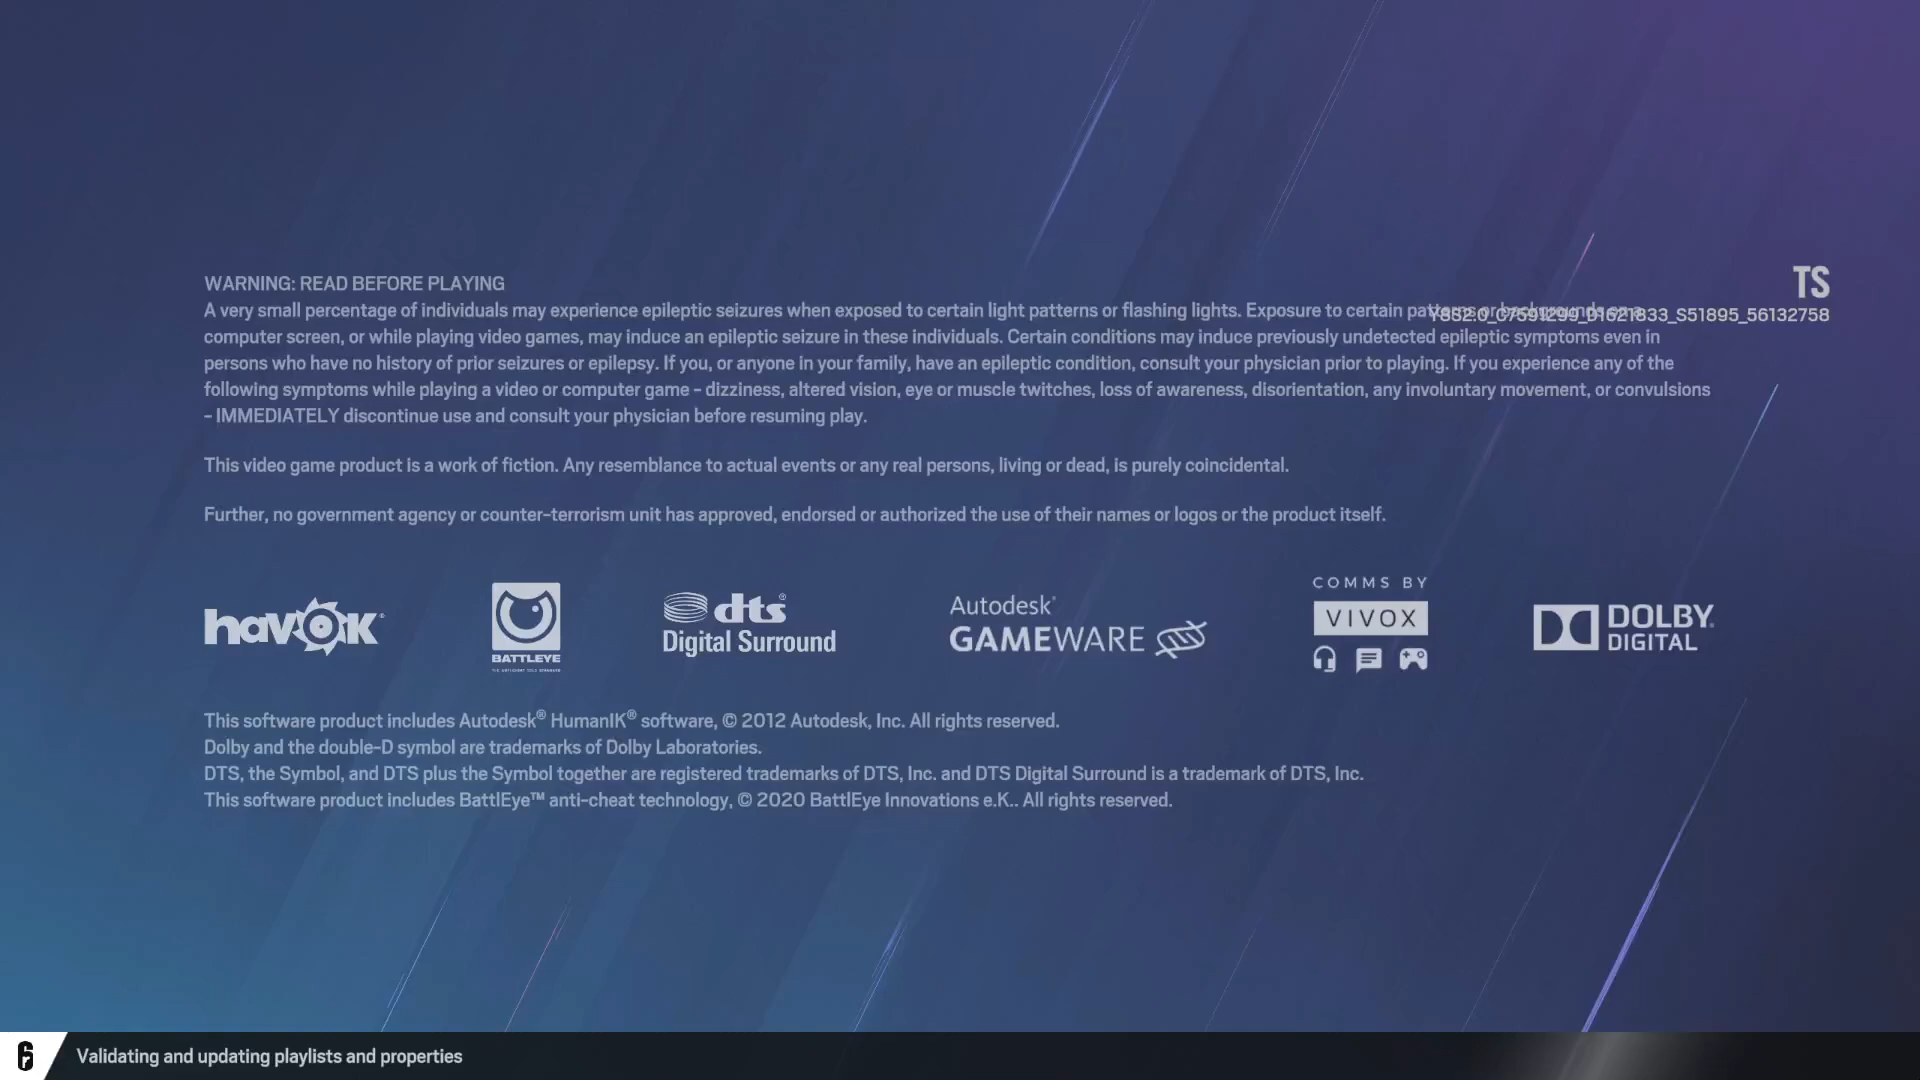 WARNING: READ BEFORE PLAYING
TS
A very small percentage of individuals may experience epileptic seizures when exposed to certain light patterns or flashing lights. Exposure to certain patterns or backgrounds on a
computer screen, or while playing video games, may induce an epileptic seizure in these individuals. Certain conditions may induce previously undetected epileptic symptoms even in
persons who have no history of prior seizures or epilepsy. If you, or anyone in your family, have an epileptic condition, consult your physician prior to playing. If you experience any of the
following symptoms while playing a video or computer game - dizziness, altered vision, eye or muscle twitches, loss of awareness, disorientation, any involuntary movement, or convulsions
- IMMEDIATELY discontinue use and consult your physician before resuming play.
This video game product is a work of fiction. Any resemblance to actual events or any real persons, living or dead, is purely coincidental.
Further, no government agency or counter-terrorism unit has approved, endorsed or authorized the use of their names or logos or the product itself.
havok®
BATTLEYE
dts®
Digital Surround
Autodesk®
GAMEWARE
COMMS BY
VIVOX
DOLBY®
DIGITAL
This software product includes Autodesk® HumanIK® software, © 2012 Autodesk, Inc. All rights reserved.
Dolby and the double-D symbol are trademarks of Dolby Laboratories.
DTS, the Symbol, and DTS plus the Symbol together are registered trademarks of DTS, Inc. and DTS Digital Surround is a trademark of DTS, Inc.
This software product includes BattlEye™ anti-cheat technology, © 2020 BattlEye Innovations e.K.. All rights reserved.
6
Validating and updating playlists and properties